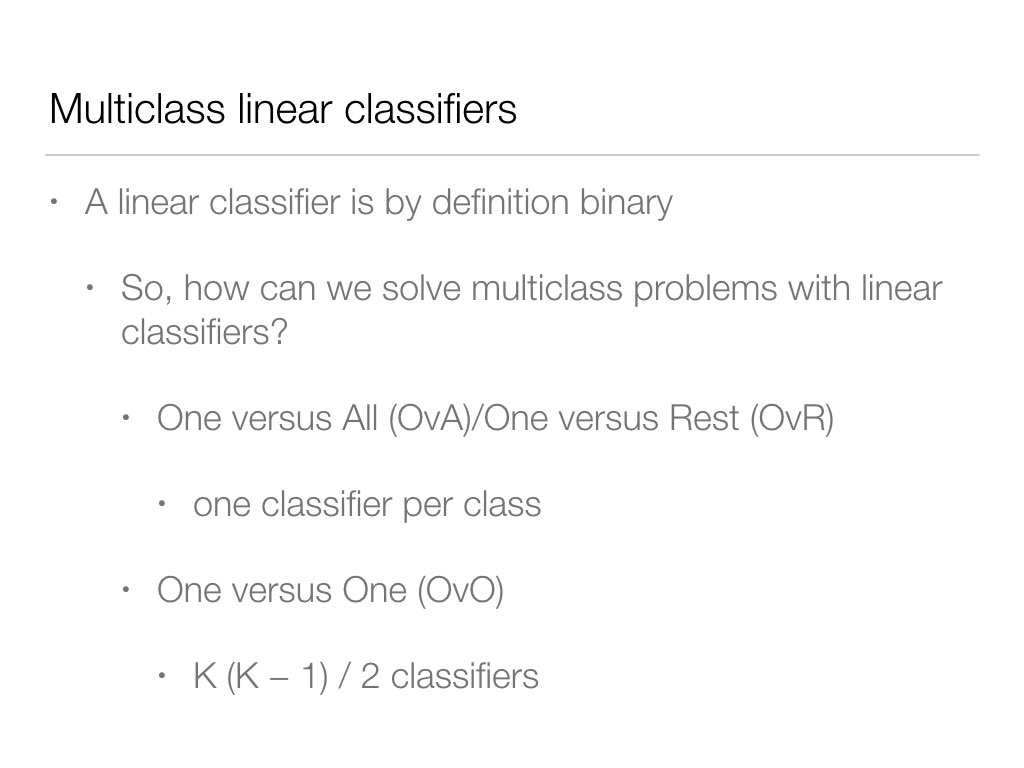 Multiclass linear classifiers
• A linear classifier is by definition binary
• So, how can we solve multiclass problems with linear
classifiers?
• One versus All (OvA)/One versus Rest (OvR)
• one classifier per class
• One versus One (OvO)
• K (K – 1) / 2 classifiers